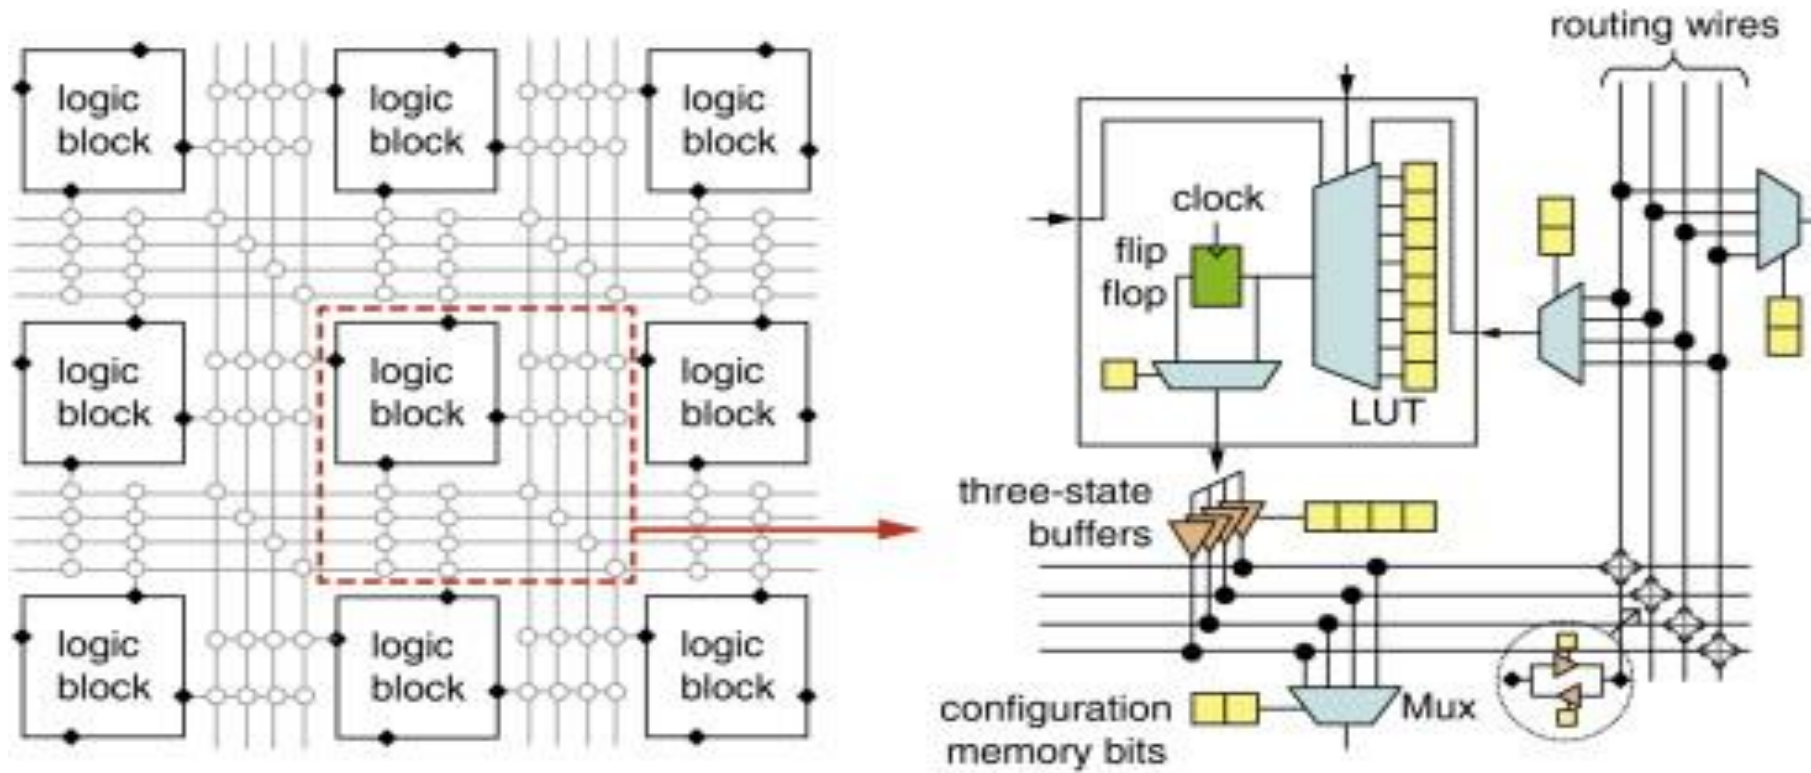 logic
block
logic
block
logic
block
logic
block
logic
block
logic
block
logic
block
logic
block
logic
block
routing wires
clock
flip
flop
LUT
three-state
buffers
configuration
memory bits
Mux